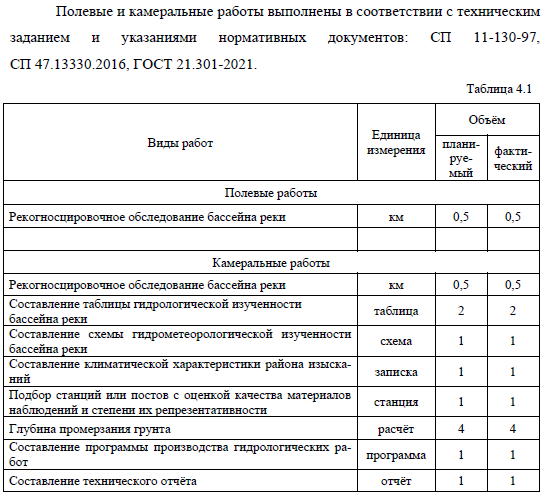 Полевые и камеральные работы выполнены в соответствии с техническим
заданием и указаниями нормативных документов: СП 11-130-97,
СП 47.13330.2016, ГОСТ 21.301-2021.
Таблица 4.1
Виды работ
Единица
измерения
Объём
плани-
руе-
мый
факти-
ческий
Полевые работы
Рекогносцировочное обследование бассейна реки км 0,5 0,5
Камеральные работы
Рекогносцировочное обследование бассейна реки км 0,5 0,5
Составление таблицы гидрологической изученности
бассейна реки
таблица 2 2
Составление схемы гидрометеорологической изученности
бассейна реки
схема 1 1
Составление климатической характеристики района изыска-
ний
записка 1 1
Подбор станций или постов с оценкой качества материалов
наблюдений и степени их репрезентативности
станция 1 1
Глубина промерзания грунта расчёт 4 4
Составление программы производства гидрологических ра-
бот
программа 1 1
Составление технического отчёта отчёт 1 1